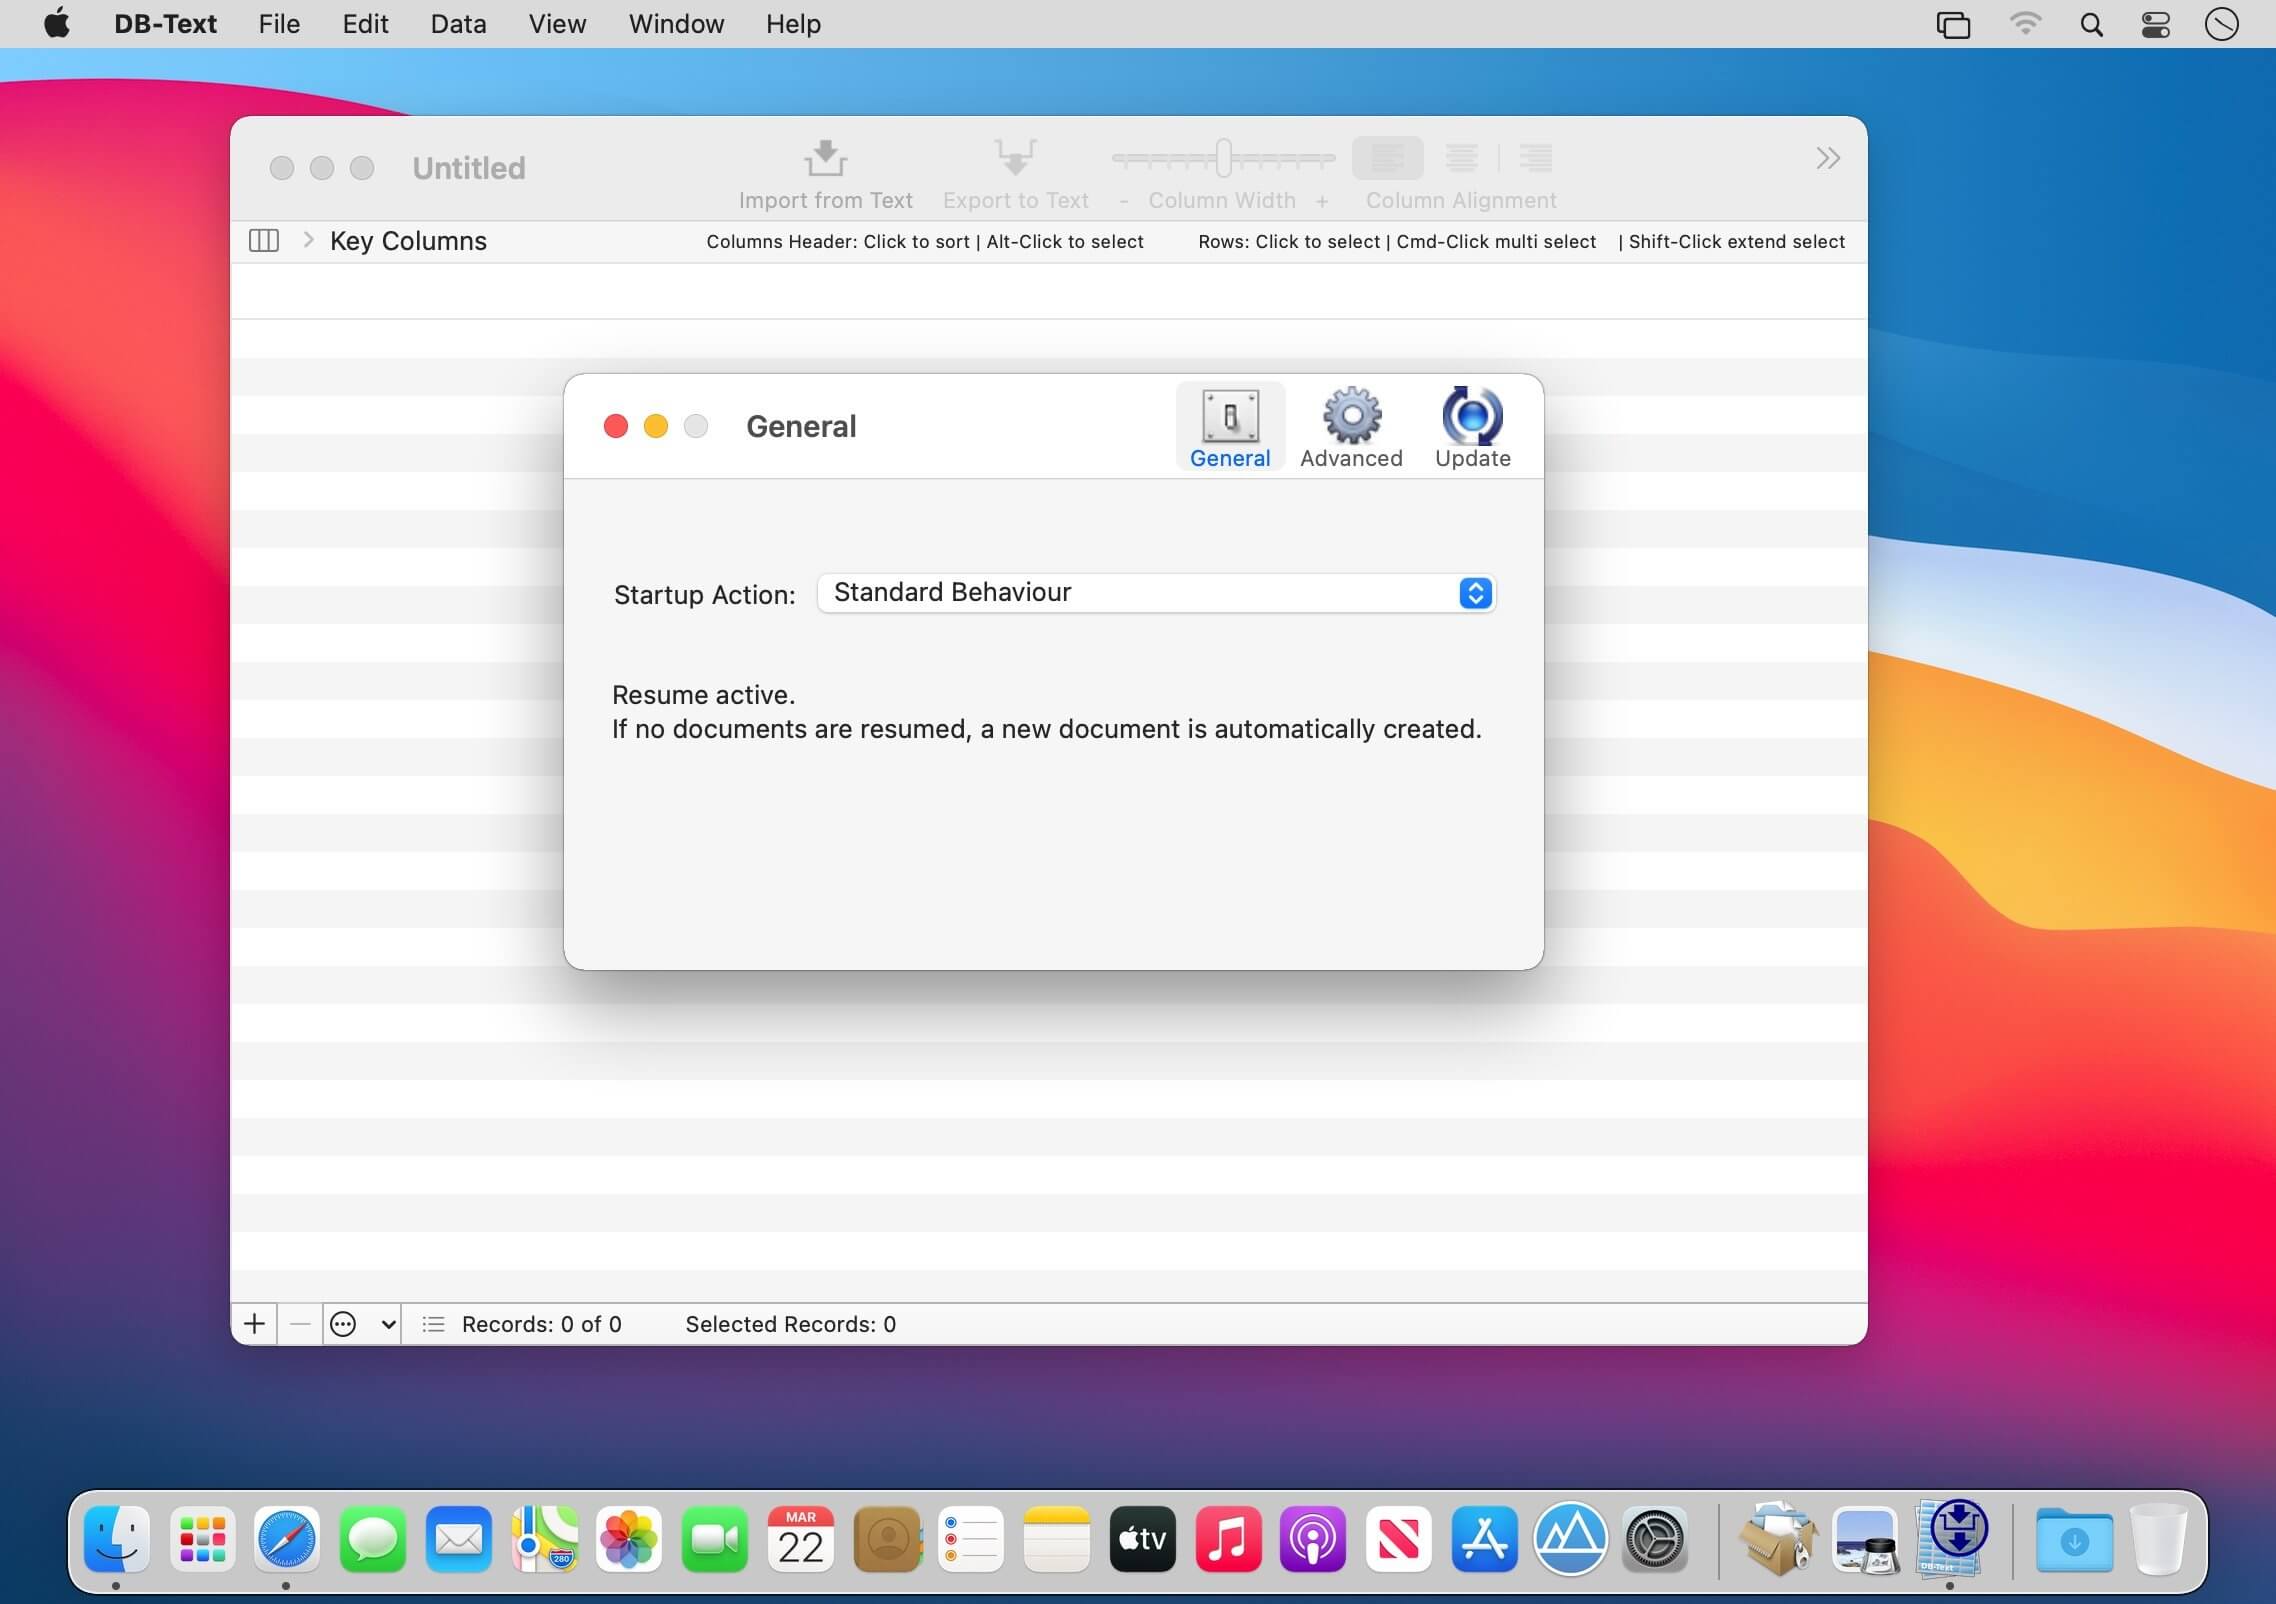 DB-Text File Edit Data View Window Help
Untitled
Import from Text Export to Text - Column Width + Column Alignment
Key Columns Columns Header: Click to sort | Alt-Click to select Rows: Click to select | Cmd-Click multi select | Shift-Click extend select
General
General Advanced Update
Startup Action: Standard Behaviour
Resume active.
If no documents are resumed, a new document is automatically created.
Records: 0 of 0 Selected Records: 0
MAR
22
280
tv
DB-Text